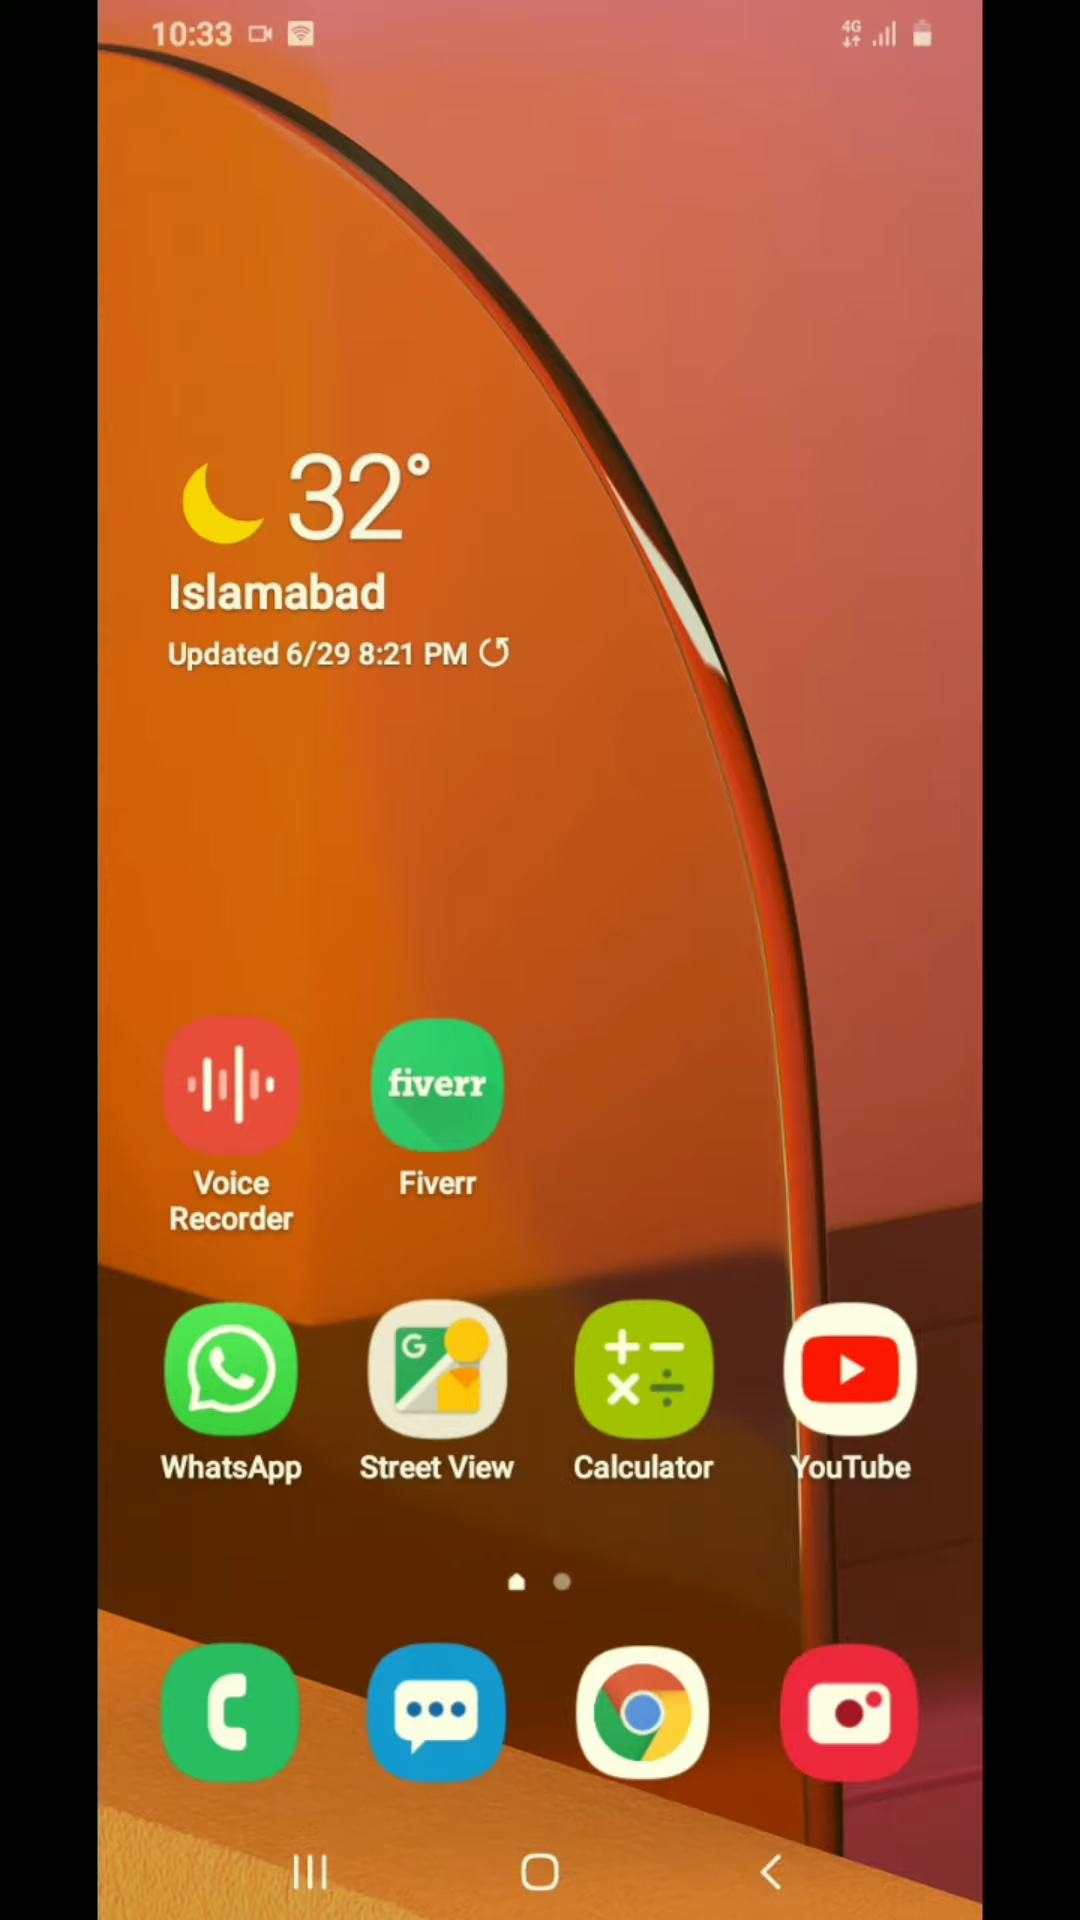 10:33
4G
32°
Islamabad
Updated 6/29 8:21 PM
fiverr
Voice
Recorder
Fiverr
G
WhatsApp
Street View
Calculator
YouTube